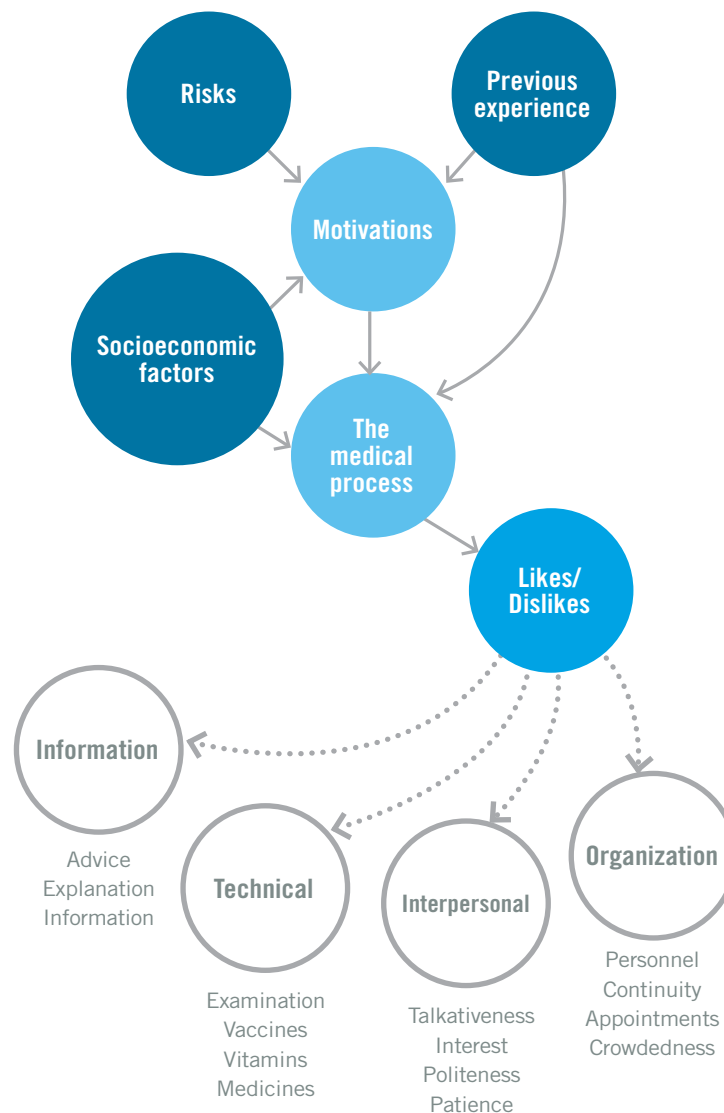 Risks
Previous
experience
Motivations
Socioeconomic
factors
The
medical
process
Likes/
Dislikes
Information
Advice
Explanation
Information
Technical
Examination
Vaccines
Vitamins
Medicines
Interpersonal
Talkativeness
Interest
Politeness
Patience
Organization
Personnel
Continuity
Appointments
Crowdedness